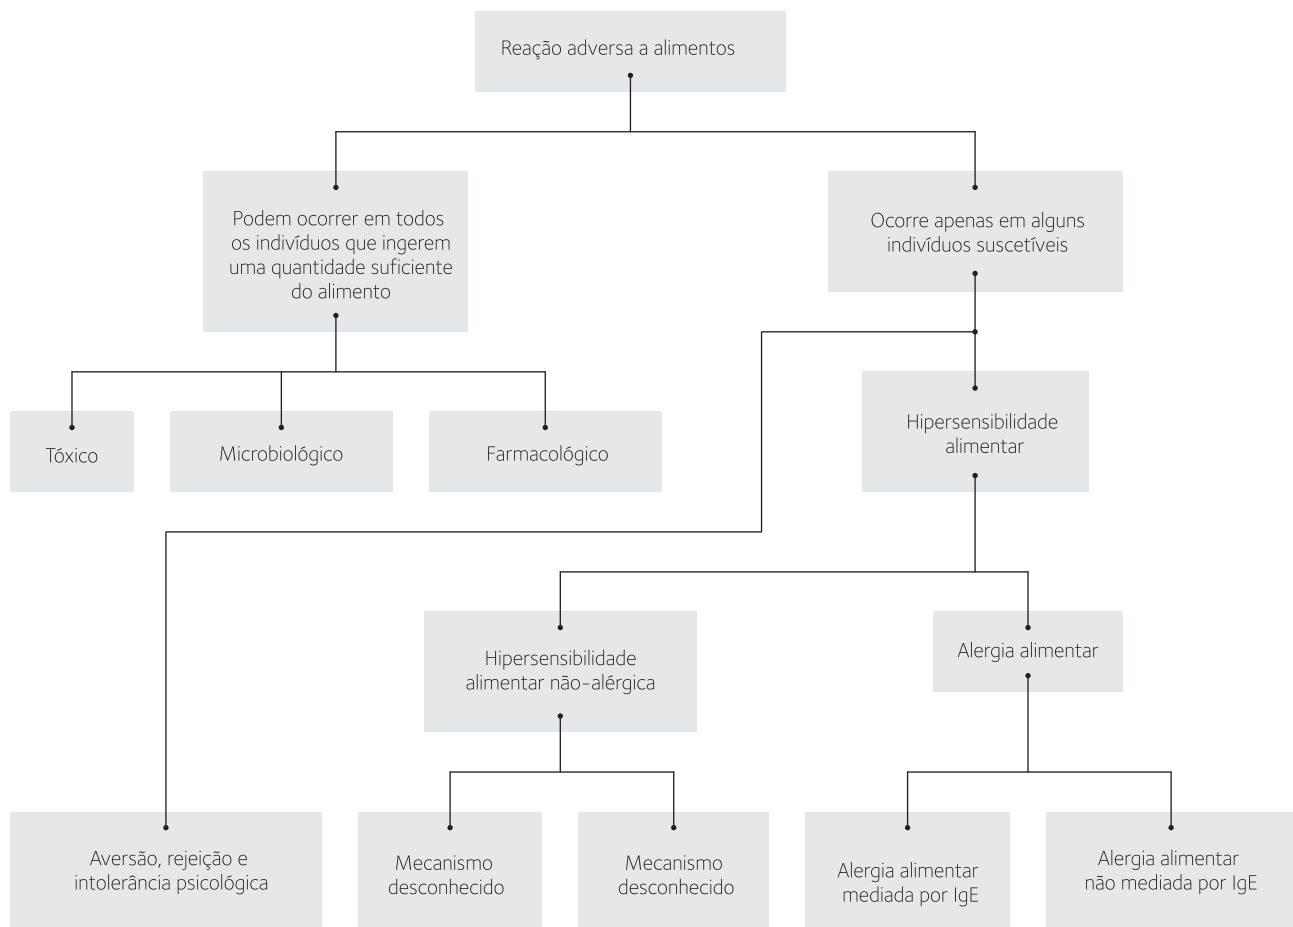 Reação adversa a alimentos
Podem ocorrer em todos
os indivíduos que ingerem
uma quantidade suficiente
do alimento
Ocorre apenas em alguns
indivíduos suscetíveis
Tóxico
Microbiológico
Farmacológico
Hipersensibilidade
alimentar
Hipersensibilidade
alimentar não-alérgica
Alergia alimentar
Aversão, rejeição e
intolerância psicológica
Mecanismo
desconhecido
Mecanismo
desconhecido
Alergia alimentar
mediada por IgE
Alergia alimentar
não mediada por IgE